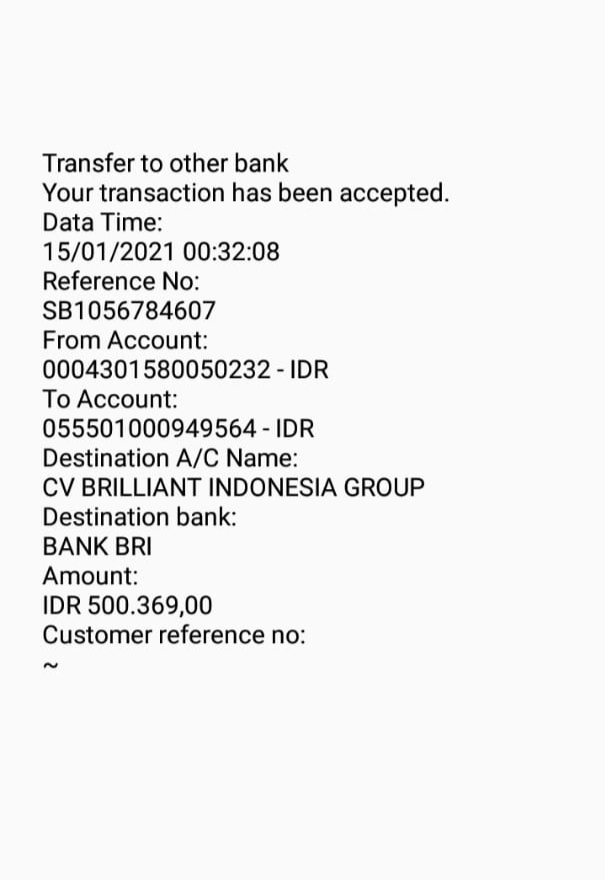 Transfer to other bank
Your transaction has been accepted.
Data Time:
15/01/2021 00:32:08
Reference No:
SB1056784607
From Account:
0004301580050232 - IDR
To Account:
055501000949564 - IDR
Destination A/C Name:
CV BRILLIANT INDONESIA GROUP
Destination bank:
BANK BRI
Amount:
IDR 500.369,00
Customer reference no:
~